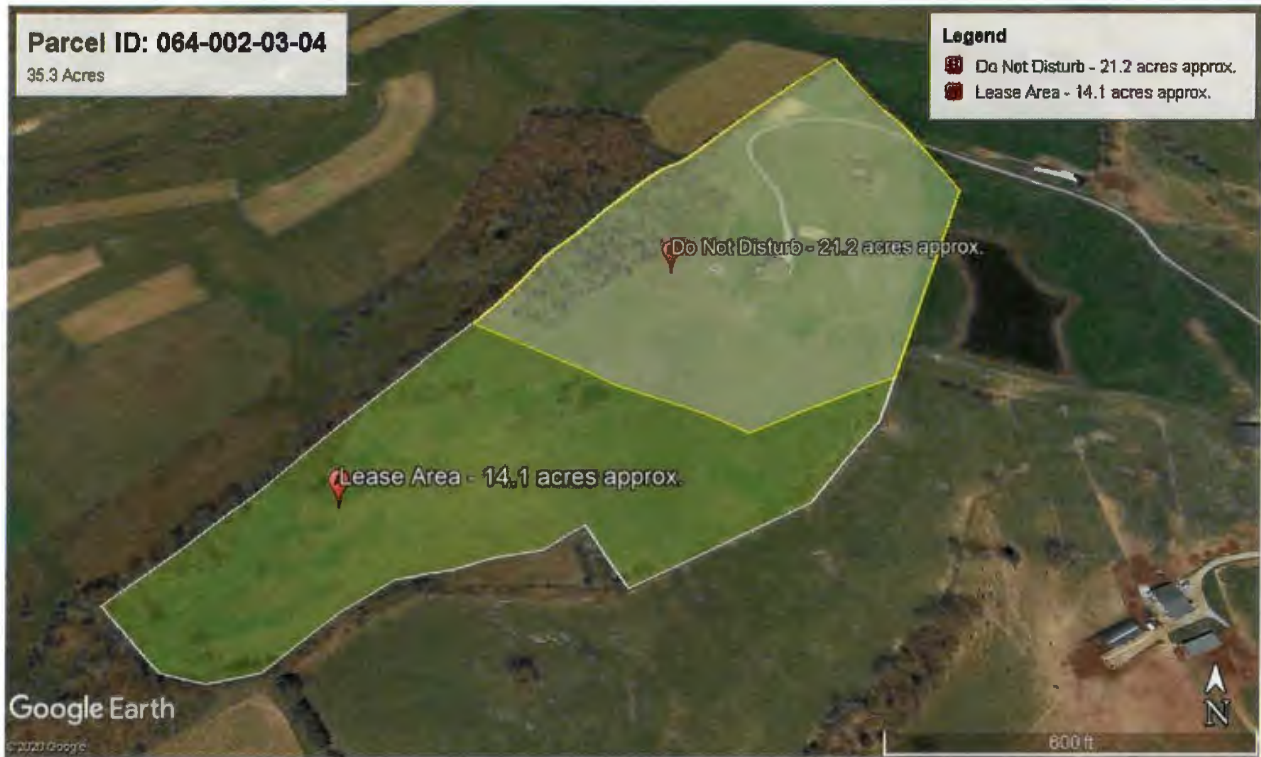 Parcel ID: 064-002-03-04
35.3 Acres
Legend
Do Not Disturb - 21.2 acres approx.
Lease Area - 14.1 acres approx.
Do Not Disturb - 21.2 acres approx.
Lease Area - 14.1 acres approx.
Google Earth
©2020 Google
N
600 ft